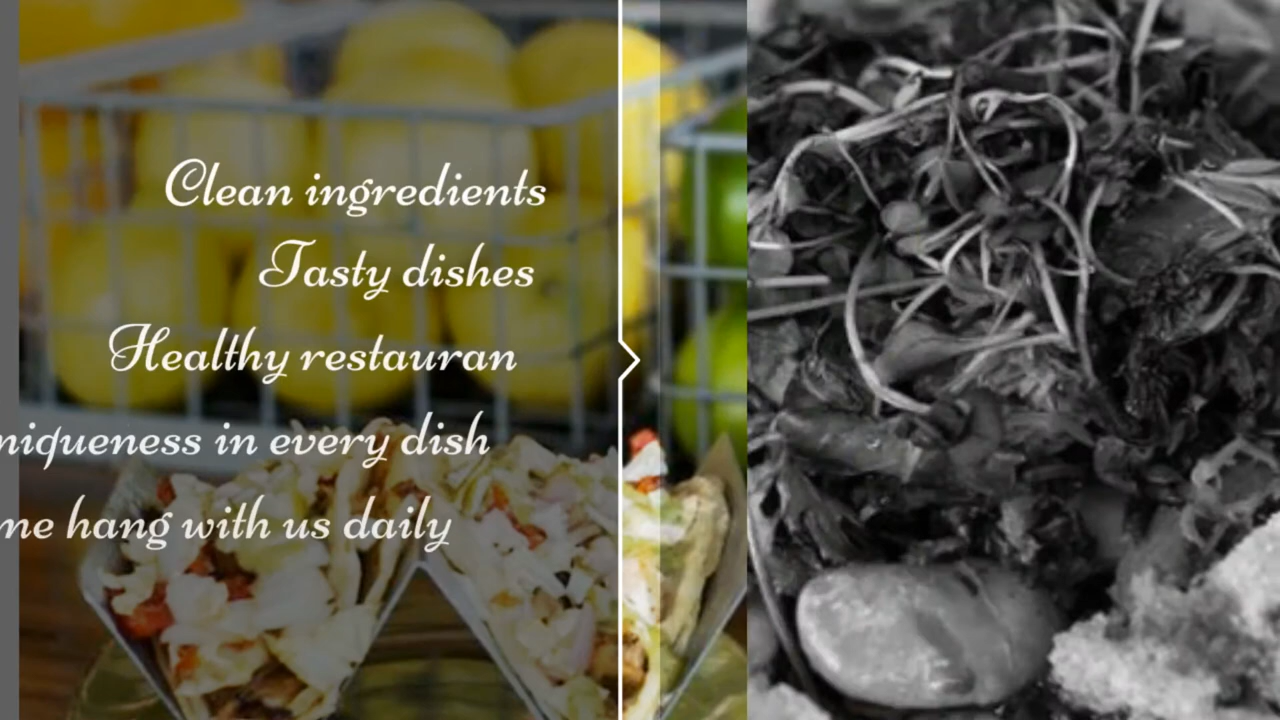 Clean ingredients
Tasty dishes
Healthy restauran
niqueness in every dish
me hang with us daily